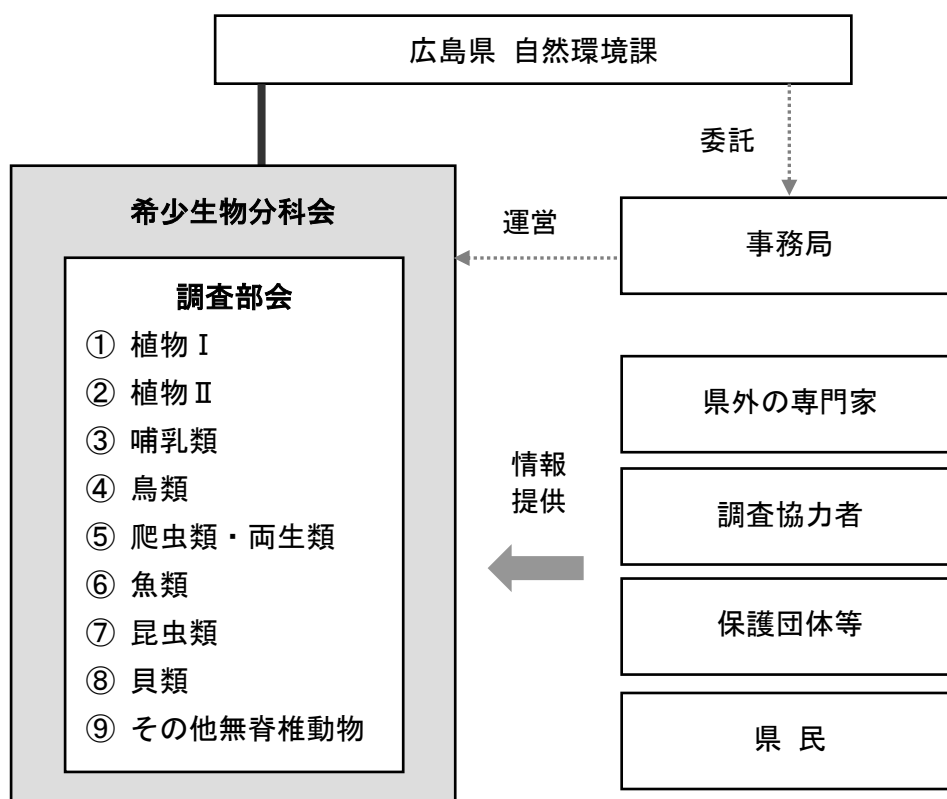 広島県 自然環境課
委託
希少生物分科会
運営
事務局
調査部会
① 植物Ⅰ
② 植物Ⅱ
③ 哺乳類
④ 鳥類
⑤ 爬虫類・両生類
⑥ 魚類
⑦ 昆虫類
⑧ 貝類
⑨ その他無脊椎動物
情報
提供
県外の専門家
調査協力者
保護団体等
県 民